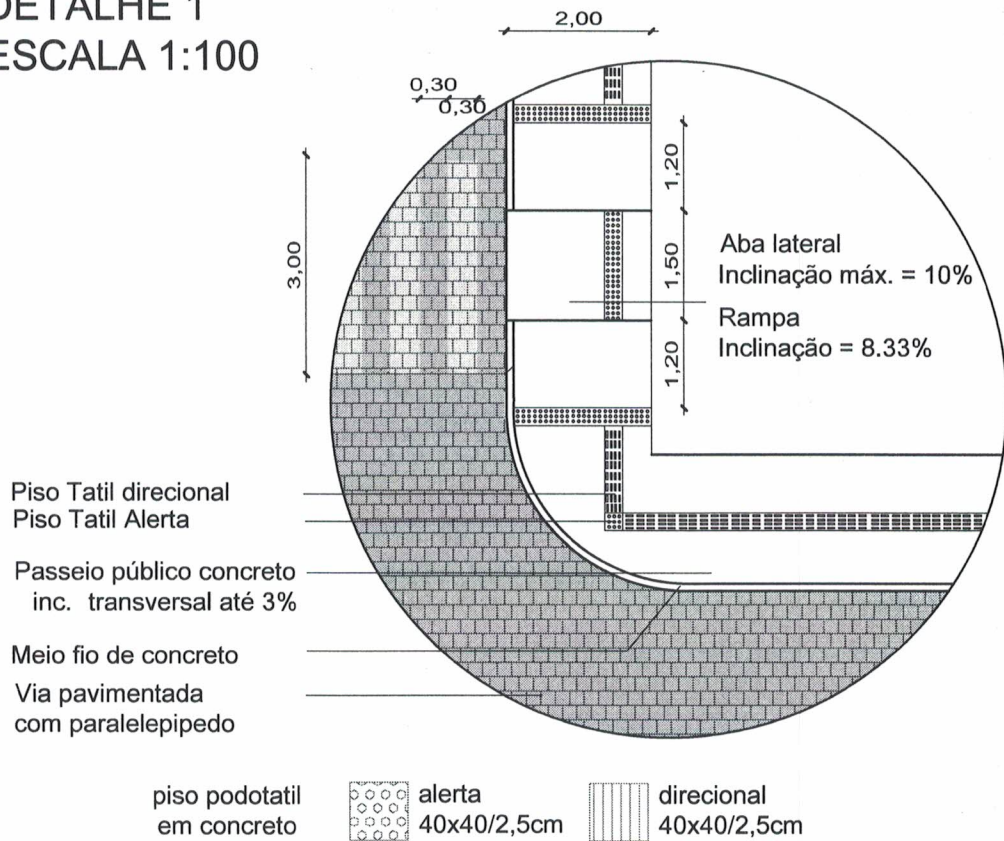 DETALHE 1
ESCALA 1:100
2,00
0,30
0,30
3,00
1,20
1,50
1,20
Aba lateral
Inclinação máx. = 10%
Rampa
Inclinação = 8.33%
Piso Tatil direcional
Piso Tatil Alerta
Passeio público concreto
inc. transversal até 3%
Meio fio de concreto
Via pavimentada
com paralelepipedo
piso podotatil
em concreto
alerta
40x40/2,5cm
direcional
40x40/2,5cm